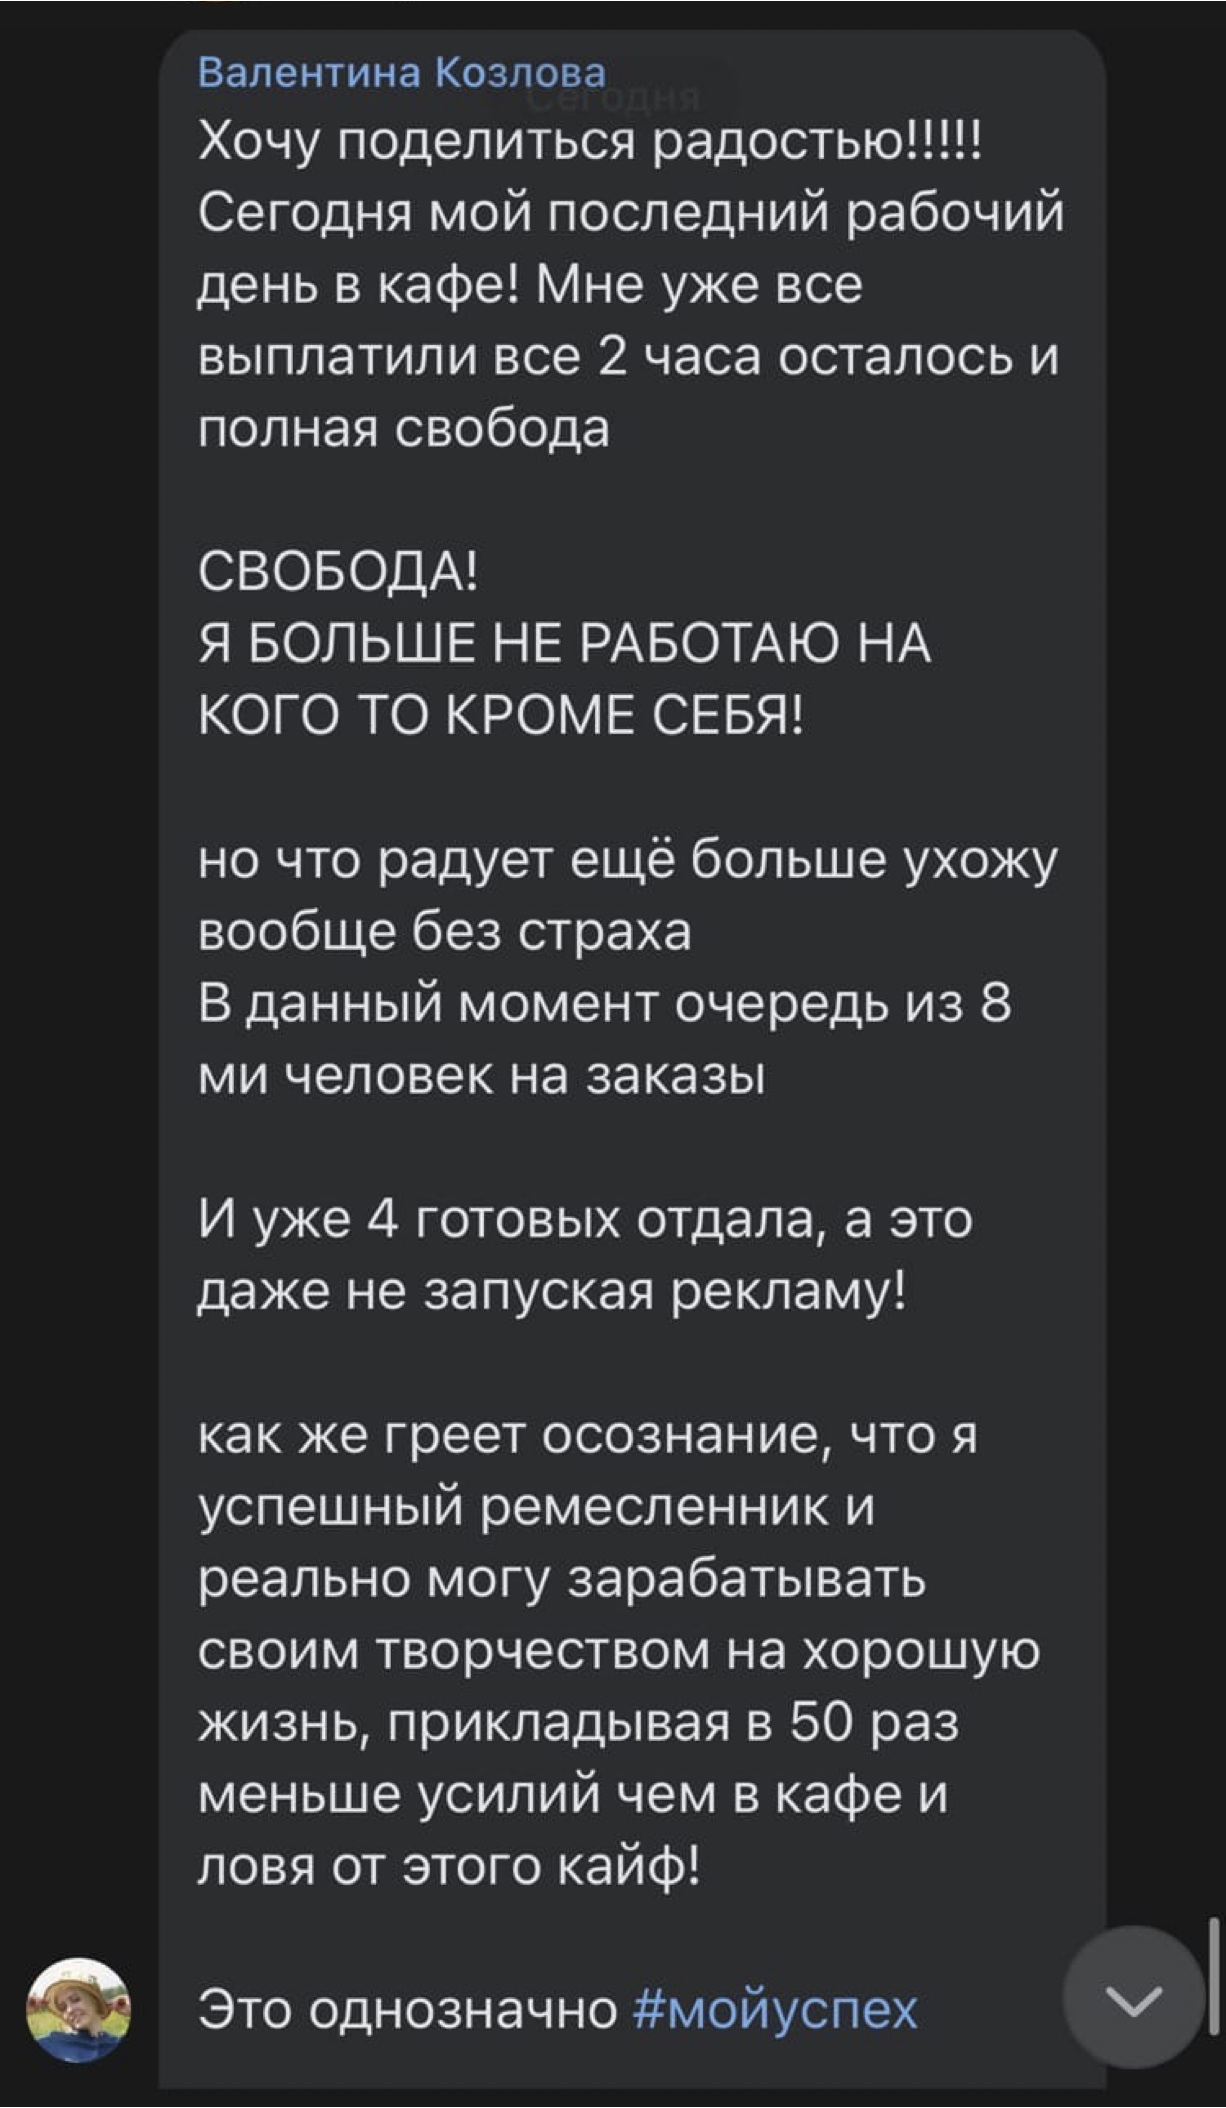 Валентина Козлова
Сегодня
Хочу поделиться радостью!!!!!
Сегодня мой последний рабочий
день в кафе! Мне уже все
выплатили все 2 часа осталось и
полная свобода
СВОБОДА!
Я БОЛЬШЕ НЕ РАБОТАЮ НА
КОГО ТО КРОМЕ СЕБЯ!
но что радует ещё больше ухожу
вообще без страха
В данный момент очередь из 8
ми человек на заказы
И уже 4 готовых отдала, а это
даже не запуская рекламу!
как же греет осознание, что я
успешный ремесленник и
реально могу зарабатывать
своим творчеством на хорошую
жизнь, прикладывая в 50 раз
меньше усилий чем в кафе и
ловя от этого кайф!
Это однозначно #мойуспех